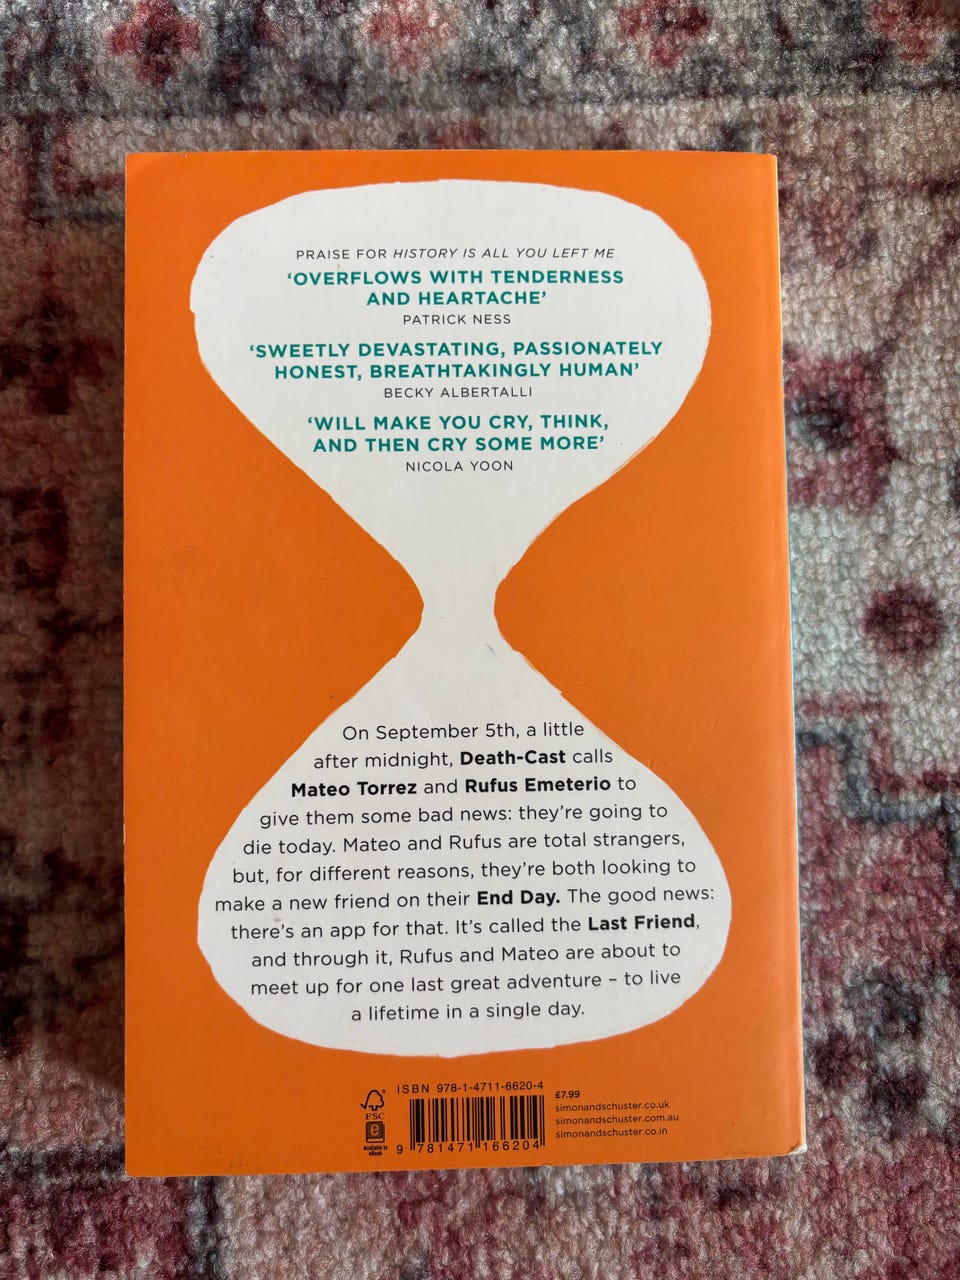 PRAISE FOR HISTORY IS ALL YOU LEFT ME
‘OVERFLOWS WITH TENDERNESS
AND HEARTACHE’
PATRICK NESS
‘SWEETLY DEVASTATING, PASSIONATELY
HONEST, BREATHTAKINGLY HUMAN’
BECKY ALBERTALLI
‘WILL MAKE YOU CRY, THINK,
AND THEN CRY SOME MORE’
NICOLA YOON
On September 5th, a little
after midnight, Death-Cast calls
Mateo Torrez and Rufus Emeterio to
give them some bad news: they’re going to
die today. Mateo and Rufus are total strangers,
but, for different reasons, they’re both looking to
make a new friend on their End Day. The good news:
there’s an app for that. It’s called the Last Friend,
and through it, Rufus and Mateo are about to
meet up for one last great adventure – to live
a lifetime in a single day.
ISBN 978-1-4711-6620-4
FSC
e
Available in
eBook
9 781471 166204
£7.99
simonandschuster.co.uk
simonandschuster.com.au
simonandschuster.co.in